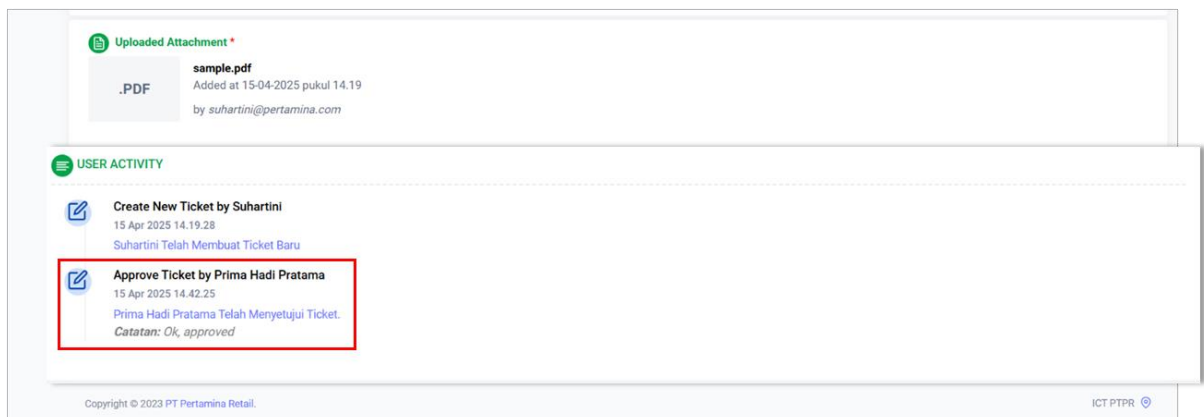 Uploaded Attachment *
.PDF
sample.pdf
Added at 15-04-2025 pukul 14.19
by suhartini@pertamina.com
USER ACTIVITY
Create New Ticket by Suhartini
15 Apr 2025 14.19.28
Suhartini Telah Membuat Ticket Baru
Approve Ticket by Prima Hadi Pratama
15 Apr 2025 14.42.25
Prima Hadi Pratama Telah Menyetujui Ticket.
Catatan: Ok, approved
Copyright © 2023 PT Pertamina Retail.
ICT PTPR